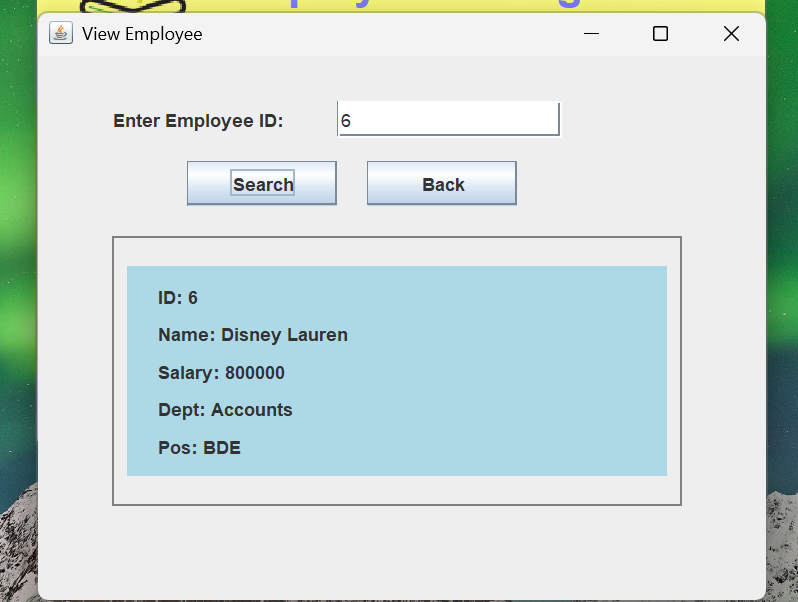 View Employee
Enter Employee ID: 6
Search Back
ID: 6
Name: Disney Lauren
Salary: 800000
Dept: Accounts
Pos: BDE